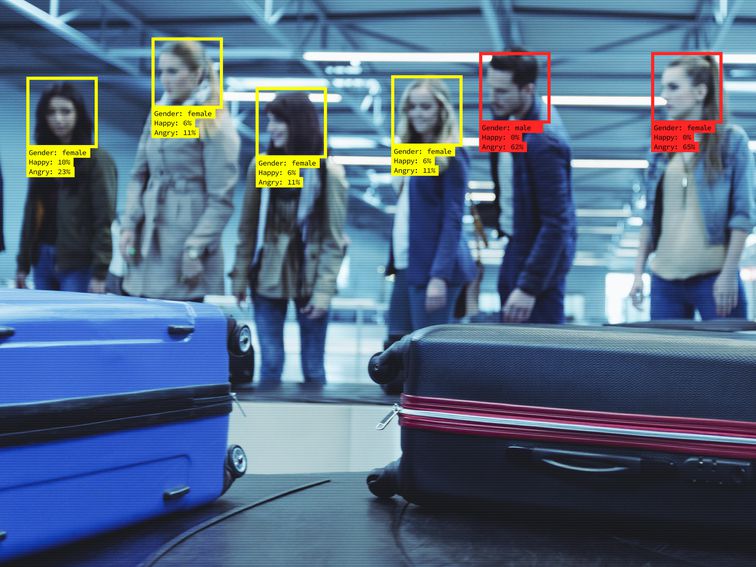 Gender: female
Happy: 10%
Angry: 23%
Gender: female
Happy: 6%
Angry: 11%
Gender: female
Happy: 6%
Angry: 11%
Gender: female
Happy: 6%
Angry: 11%
Gender: male
Happy: 0%
Angry: 62%
Gender: female
Happy: 0%
Angry: 65%